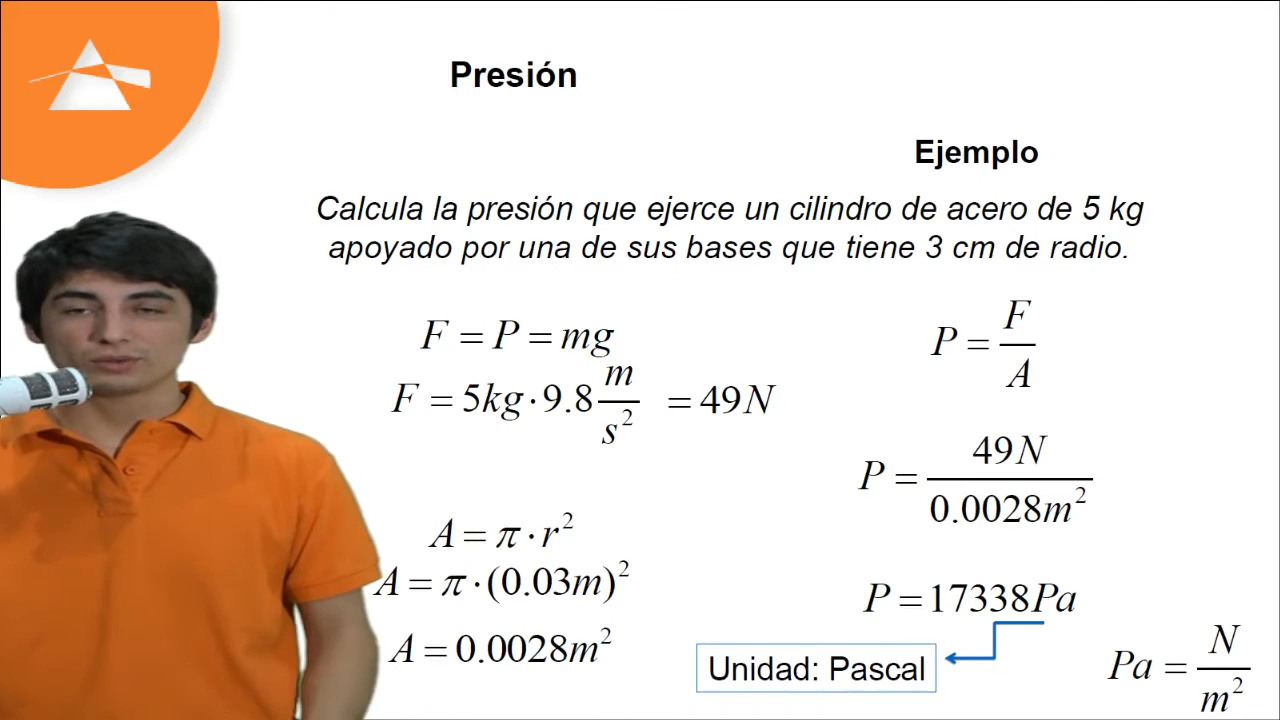 Presión
Ejemplo
Calcula la presión que ejerce un cilindro de acero de 5 kg
apoyado por una de sus bases que tiene 3 cm de radio.
F = P = mg
F = 5kg · 9.8 m/s² = 49N
A = π · r²
A = π · (0.03m)²
A = 0.0028m²
P = F/A
P = 49N/0.0028m²
P = 17338Pa
Unidad: Pascal
Pa = N/m²